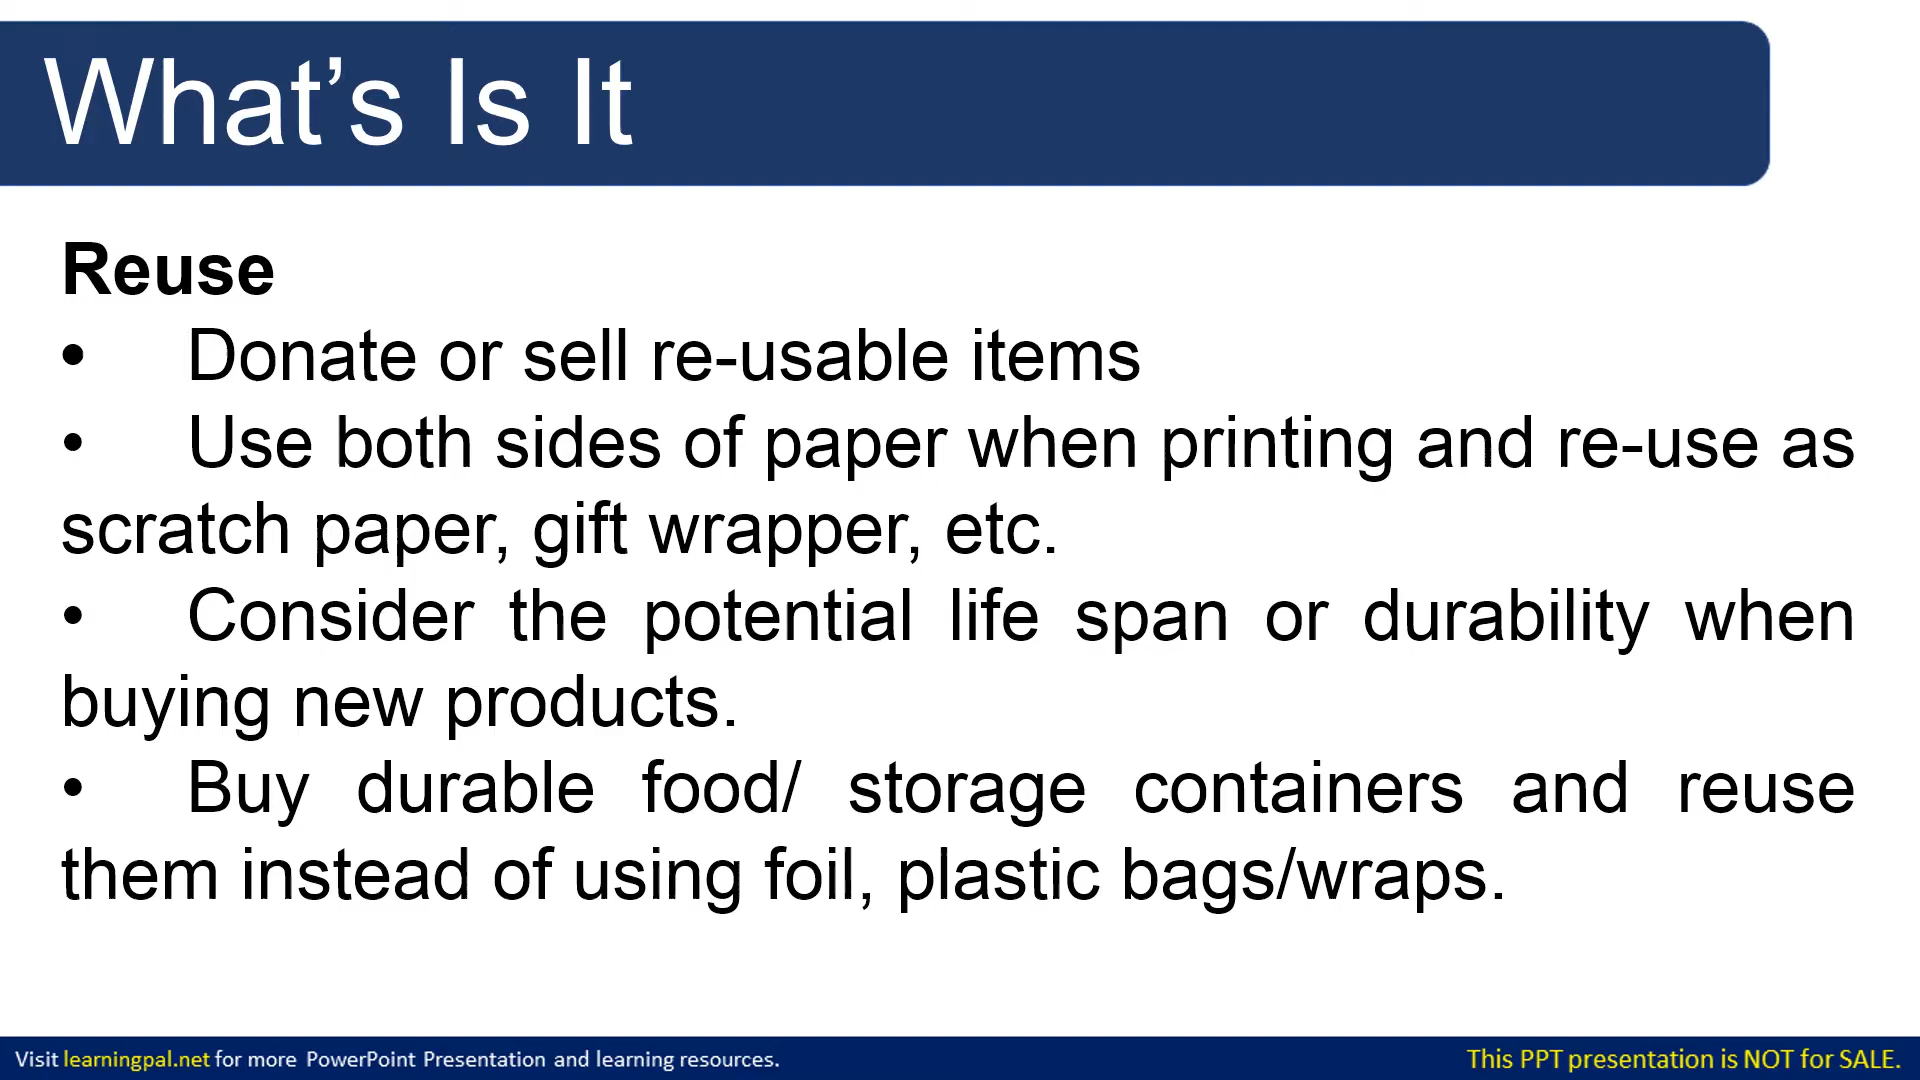 What’s Is It
Reuse
• Donate or sell re-usable items
• Use both sides of paper when printing and re-use as
scratch paper, gift wrapper, etc.
• Consider the potential life span or durability when
buying new products.
• Buy durable food/ storage containers and reuse
them instead of using foil, plastic bags/wraps.
Visit learningpal.net for more PowerPoint Presentation and learning resources.
This PPT presentation is NOT for SALE.